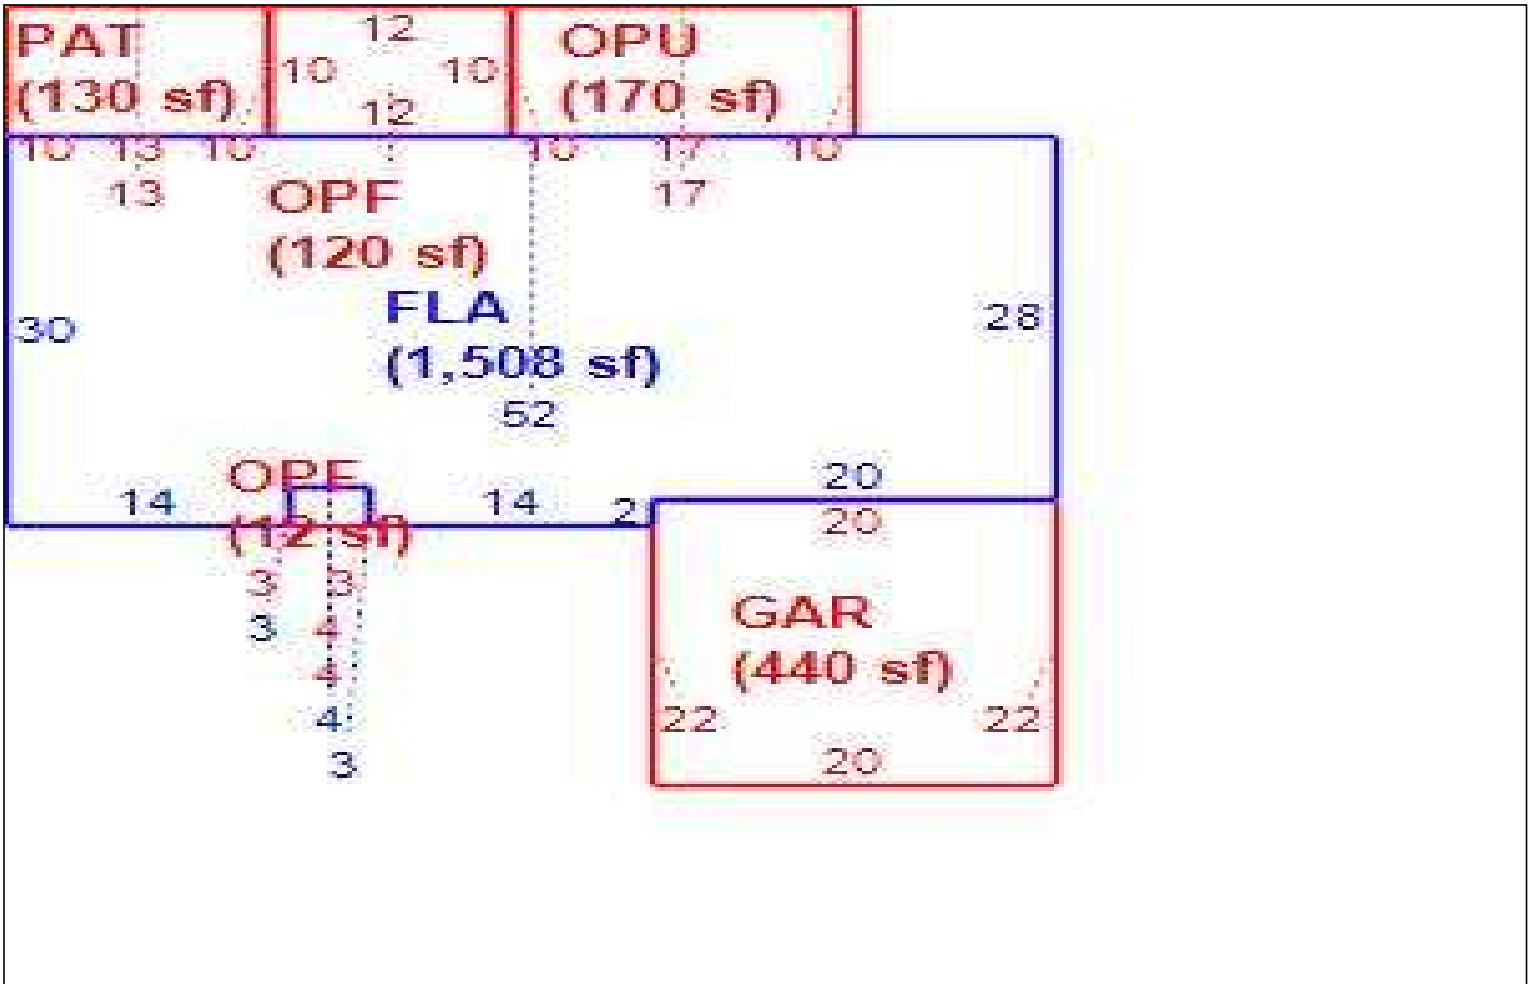 PAT
(130 sf)
12
10 10
12
OPU
(170 sf)
10 13 10
13
10 17 10
17
OPF
(120 sf)
FLA
(1,508 sf)
52
30
28
14
OPF
(12 sf)
14
2
20
20
3 3
3
4
4
4
3
GAR
(440 sf)
22 22
20